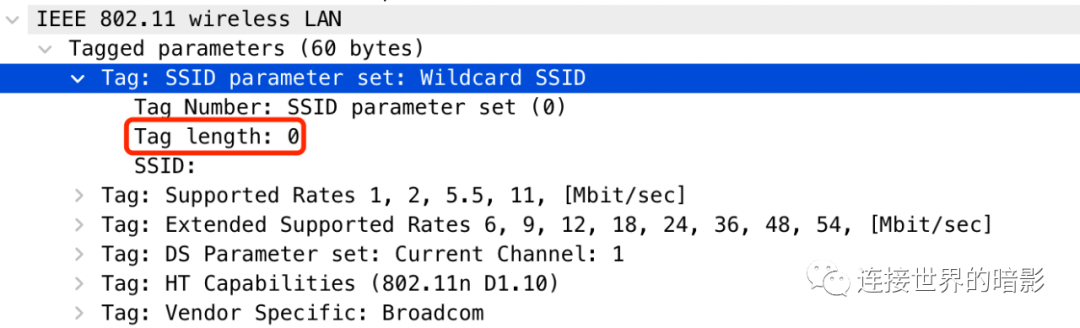 IEEE 802.11 wireless LAN
Tagged parameters (60 bytes)
Tag: SSID parameter set: Wildcard SSID
Tag Number: SSID parameter set (0)
Tag length: 0
SSID:
Tag: Supported Rates 1, 2, 5.5, 11, [Mbit/sec]
Tag: Extended Supported Rates 6, 9, 12, 18, 24, 36, 48, 54, [Mbit/sec]
Tag: DS Parameter set: Current Channel: 1
Tag: HT Capabilities (802.11n D1.10)
Tag: Vendor Specific: Broadcom
连接世界的暗影